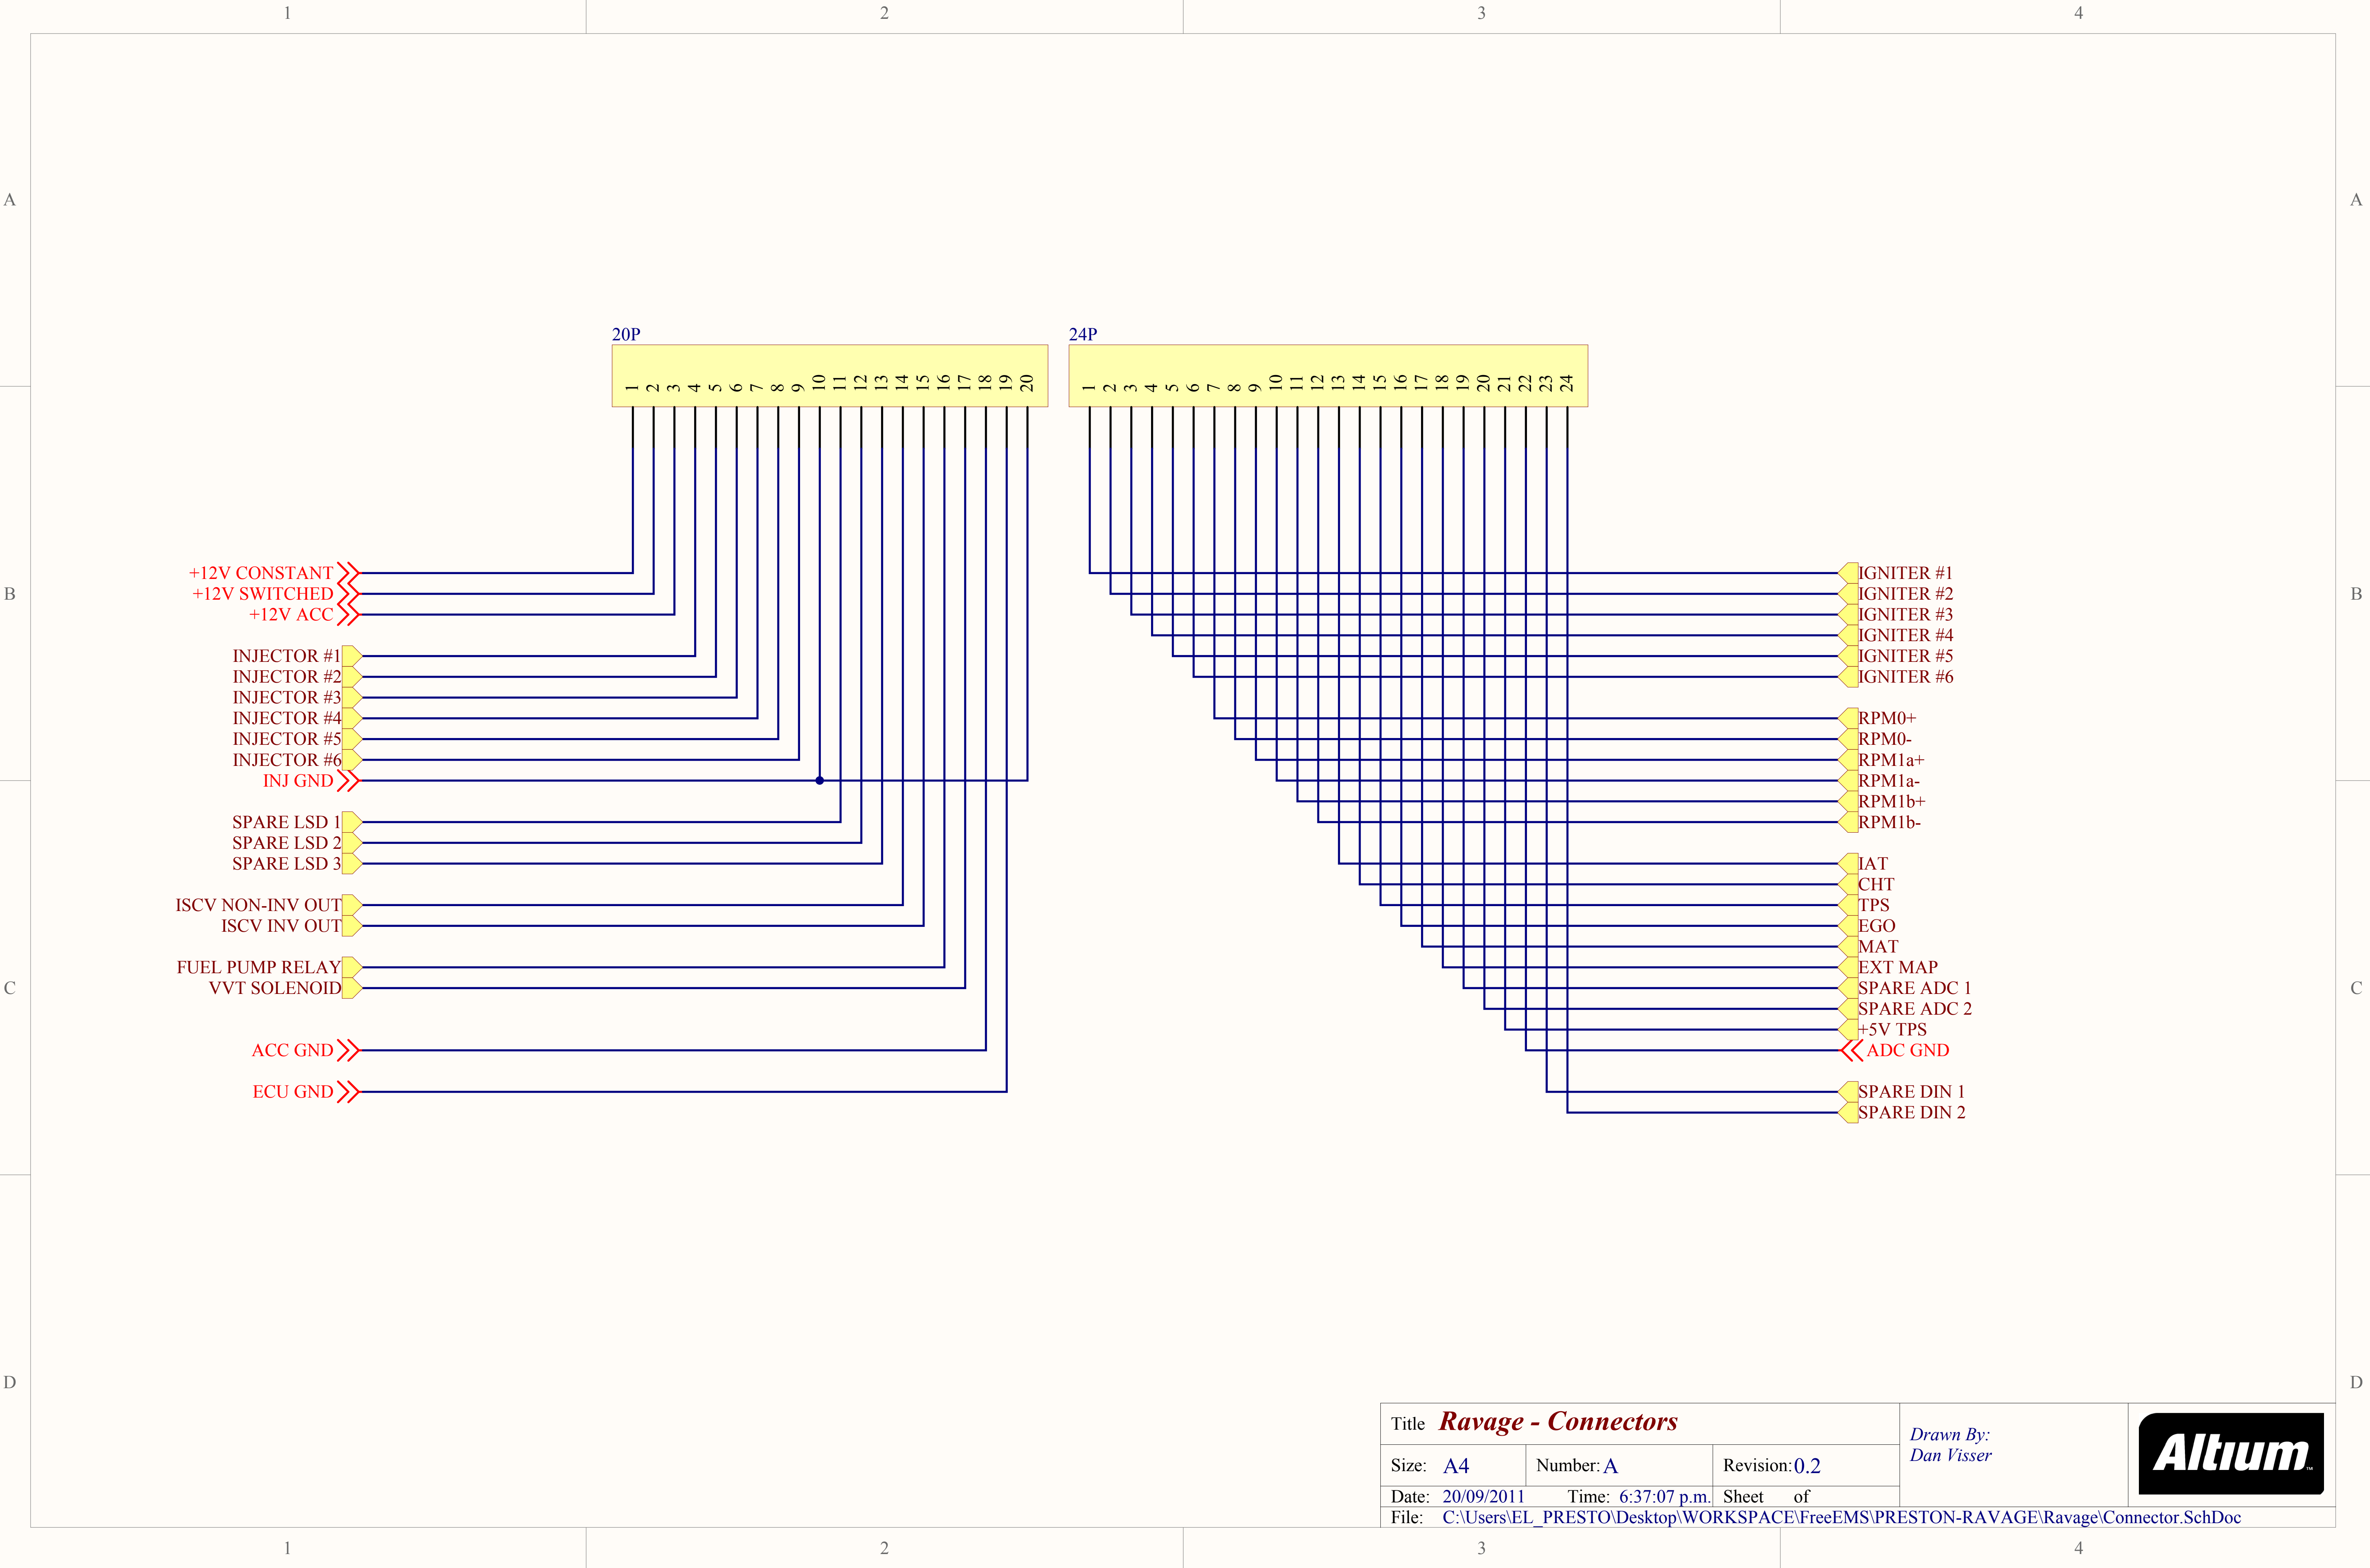 1 2 3 4
A A
20P 24P
1 2 3 4 5 6 7 8 9 10 11 12 13 14 15 16 17 18 19 20
1 2 3 4 5 6 7 8 9 10 11 12 13 14 15 16 17 18 19 20 21 22 23 24
B B
+12V CONSTANT
+12V SWITCHED
+12V ACC
INJECTOR #1
INJECTOR #2
INJECTOR #3
INJECTOR #4
INJECTOR #5
INJECTOR #6
INJ GND
SPARE LSD 1
SPARE LSD 2
SPARE LSD 3
ISCV NON-INV OUT
ISCV INV OUT
FUEL PUMP RELAY
VVT SOLENOID
ACC GND
ECU GND
IGNITER #1
IGNITER #2
IGNITER #3
IGNITER #4
IGNITER #5
IGNITER #6
RPM0+
RPM0-
RPM1a+
RPM1a-
RPM1b+
RPM1b-
IAT
CHT
TPS
EGO
MAT
EXT MAP
SPARE ADC 1
SPARE ADC 2
+5V TPS
ADC GND
SPARE DIN 1
SPARE DIN 2
C C
D D
Title Ravage - Connectors
Size: A4 Number: A Revision: 0.2
Date: 20/09/2011 Time: 6:37:07 p.m. Sheet of
File: C:\Users\EL_PRESTO\Desktop\WORKSPACE\FreeEMS\PRESTON-RAVAGE\Ravage\Connector.SchDoc
Drawn By:
Dan Visser
Altium™
1 2 3 4